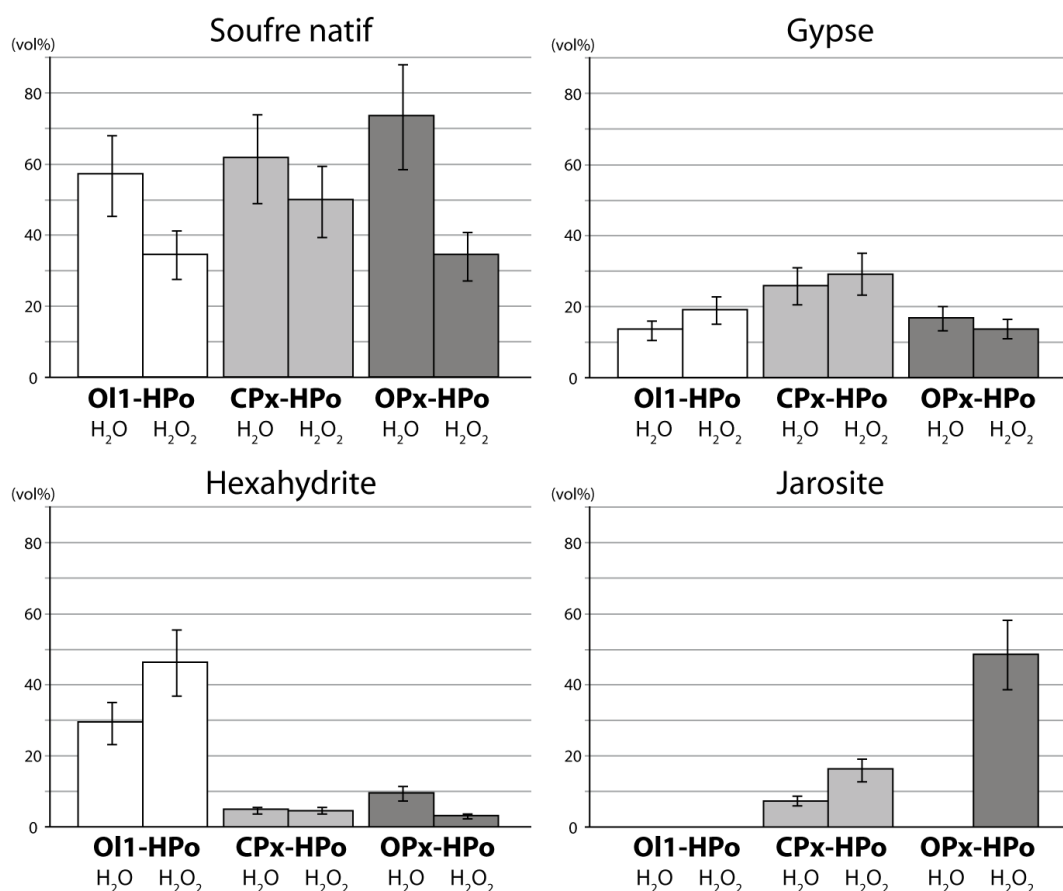 Soufre natif
(vol%)
80
60
40
20
0
Ol1-HPo CPx-HPo OPx-HPo
H₂O H₂O₂ H₂O H₂O₂ H₂O H₂O₂
Gypse
(vol%)
80
60
40
20
0
Ol1-HPo CPx-HPo OPx-HPo
H₂O H₂O₂ H₂O H₂O₂ H₂O H₂O₂
Hexahydrite
(vol%)
80
60
40
20
0
Ol1-HPo CPx-HPo OPx-HPo
H₂O H₂O₂ H₂O H₂O₂ H₂O H₂O₂
Jarosite
(vol%)
80
60
40
20
0
Ol1-HPo CPx-HPo OPx-HPo
H₂O H₂O₂ H₂O H₂O₂ H₂O H₂O₂